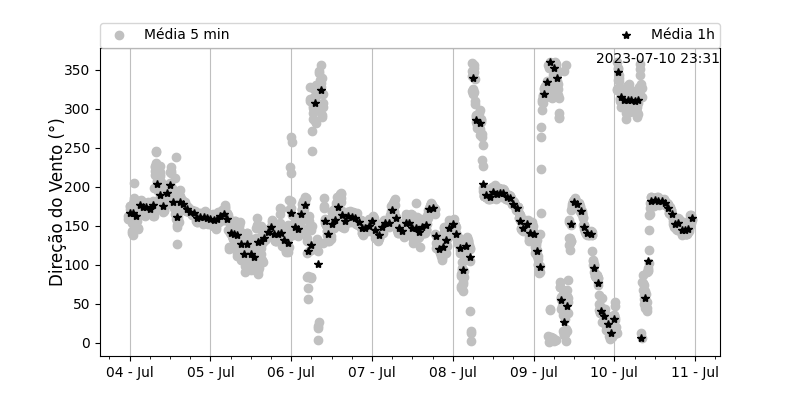 Média 5 min
Média 1h
2023-07-10 23:31
Direção do Vento (°)
350
300
250
200
150
100
50
0
04 - Jul
05 - Jul
06 - Jul
07 - Jul
08 - Jul
09 - Jul
10 - Jul
11 - Jul